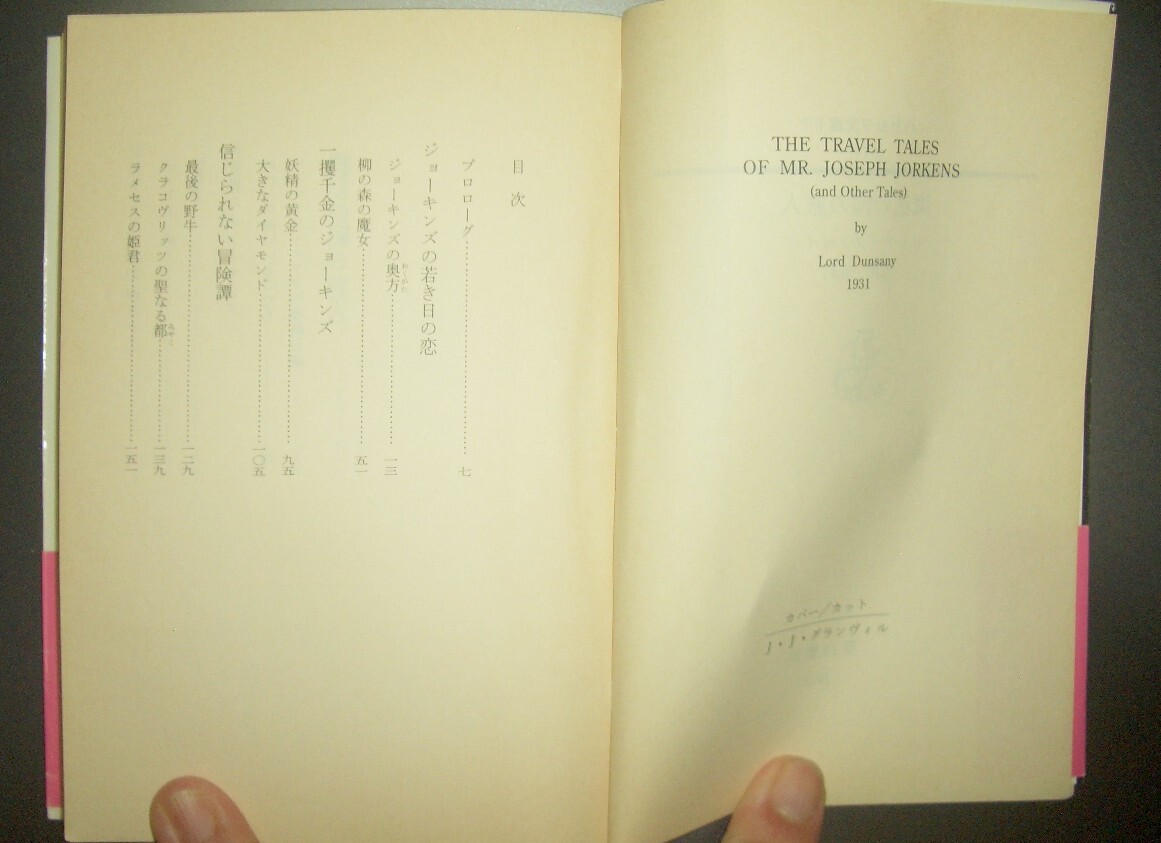 THE TRAVEL TALES
OF MR. JOSEPH JORKENS
(and Other Tales)
by
Lord Dunsany
1931
カバー/カット
J・J・グランヴィル
目次
プロローグ……七
ジョーキンズの若き日の恋
ジョーキンズの奥方……一三
おくがた
柳の森の魔女……五一
一攫千金のジョーキンズ
妖精の黄金……九五
大きなダイヤモンド……一〇五
信じられない冒険譚
最後の野牛……一二九
クラコヴリッツの聖なる都……一三九
みやこ
ラメセスの姫君……一五一